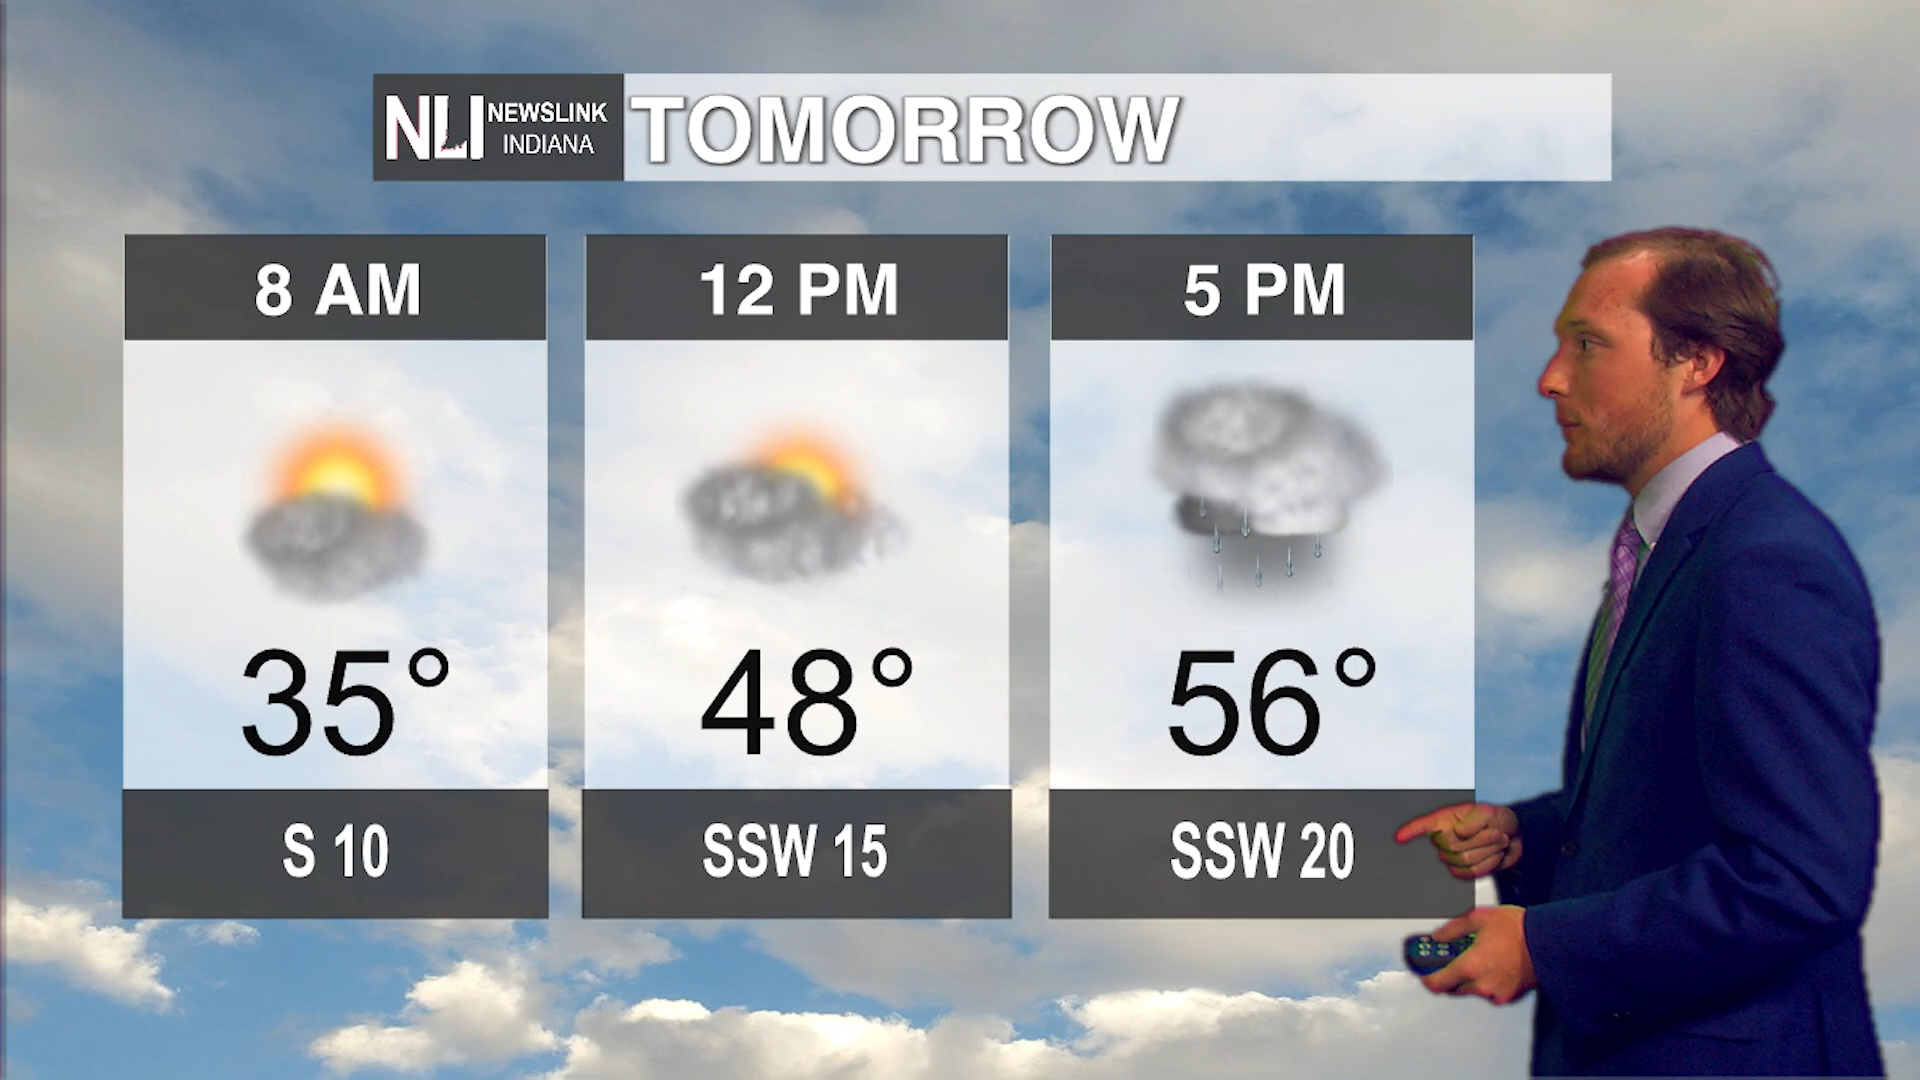 NLI NEWSLINK
INDIANA
TOMORROW
8 AM
12 PM
5 PM
35°
48°
56°
S 10
SSW 15
SSW 20